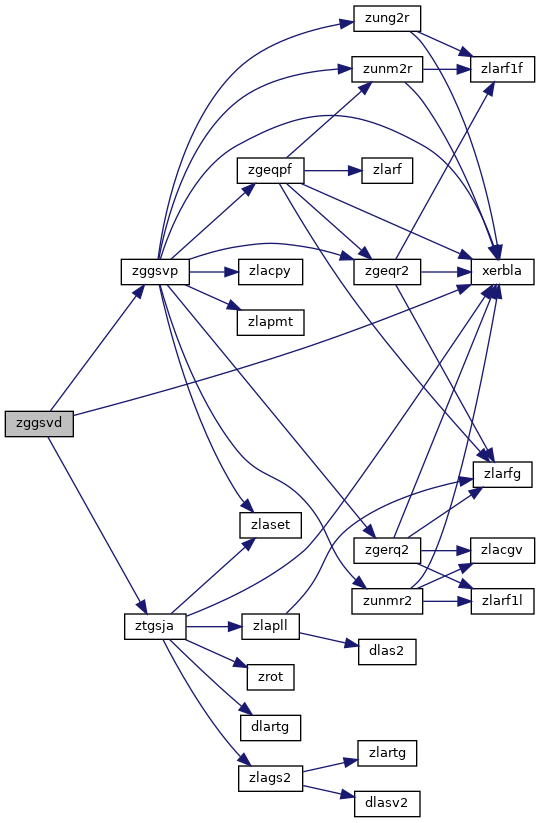 zung2r
zunm2r
zlarf1f
zgeqpf
zlarf
zggsvp
zlacpy
zgeqr2
xerbla
zlapmt
zggsvd
zlarfg
zlaset
zgerq2
zlacgv
zunmr2
zlarf1l
ztgsja
zlapll
dlas2
zrot
dlartg
zlartg
zlags2
dlasv2